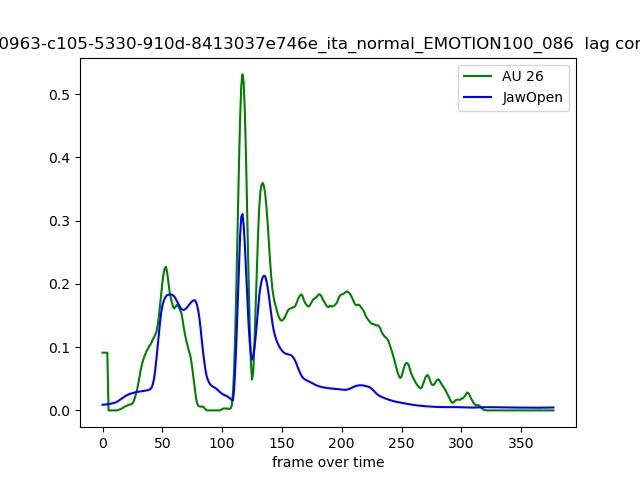 0963-c105-5330-910d-8413037e746e_ita_normal_EMOTION100_086 lag cor
AU 26
JawOpen
0.5
0.4
0.3
0.2
0.1
0.0
0 50 100 150 200 250 300 350
frame over time